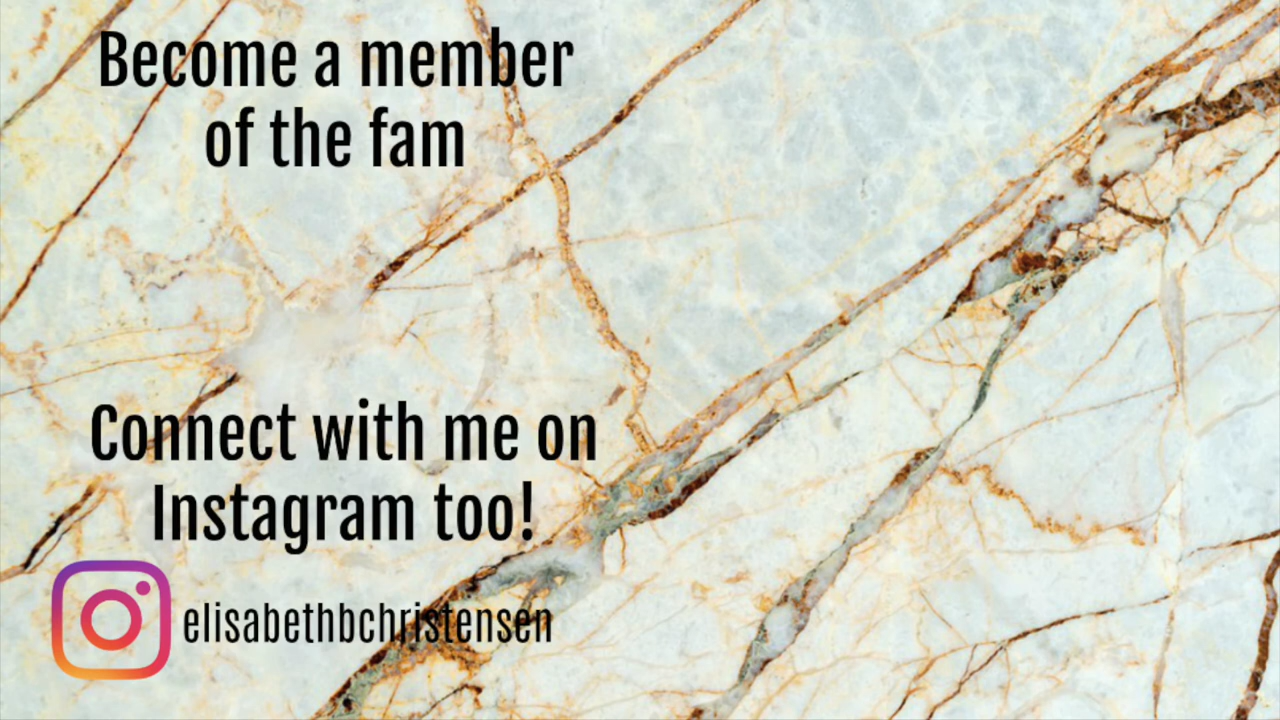 Become a member
of the fam
Connect with me on
Instagram too!
elisabethbchristensen